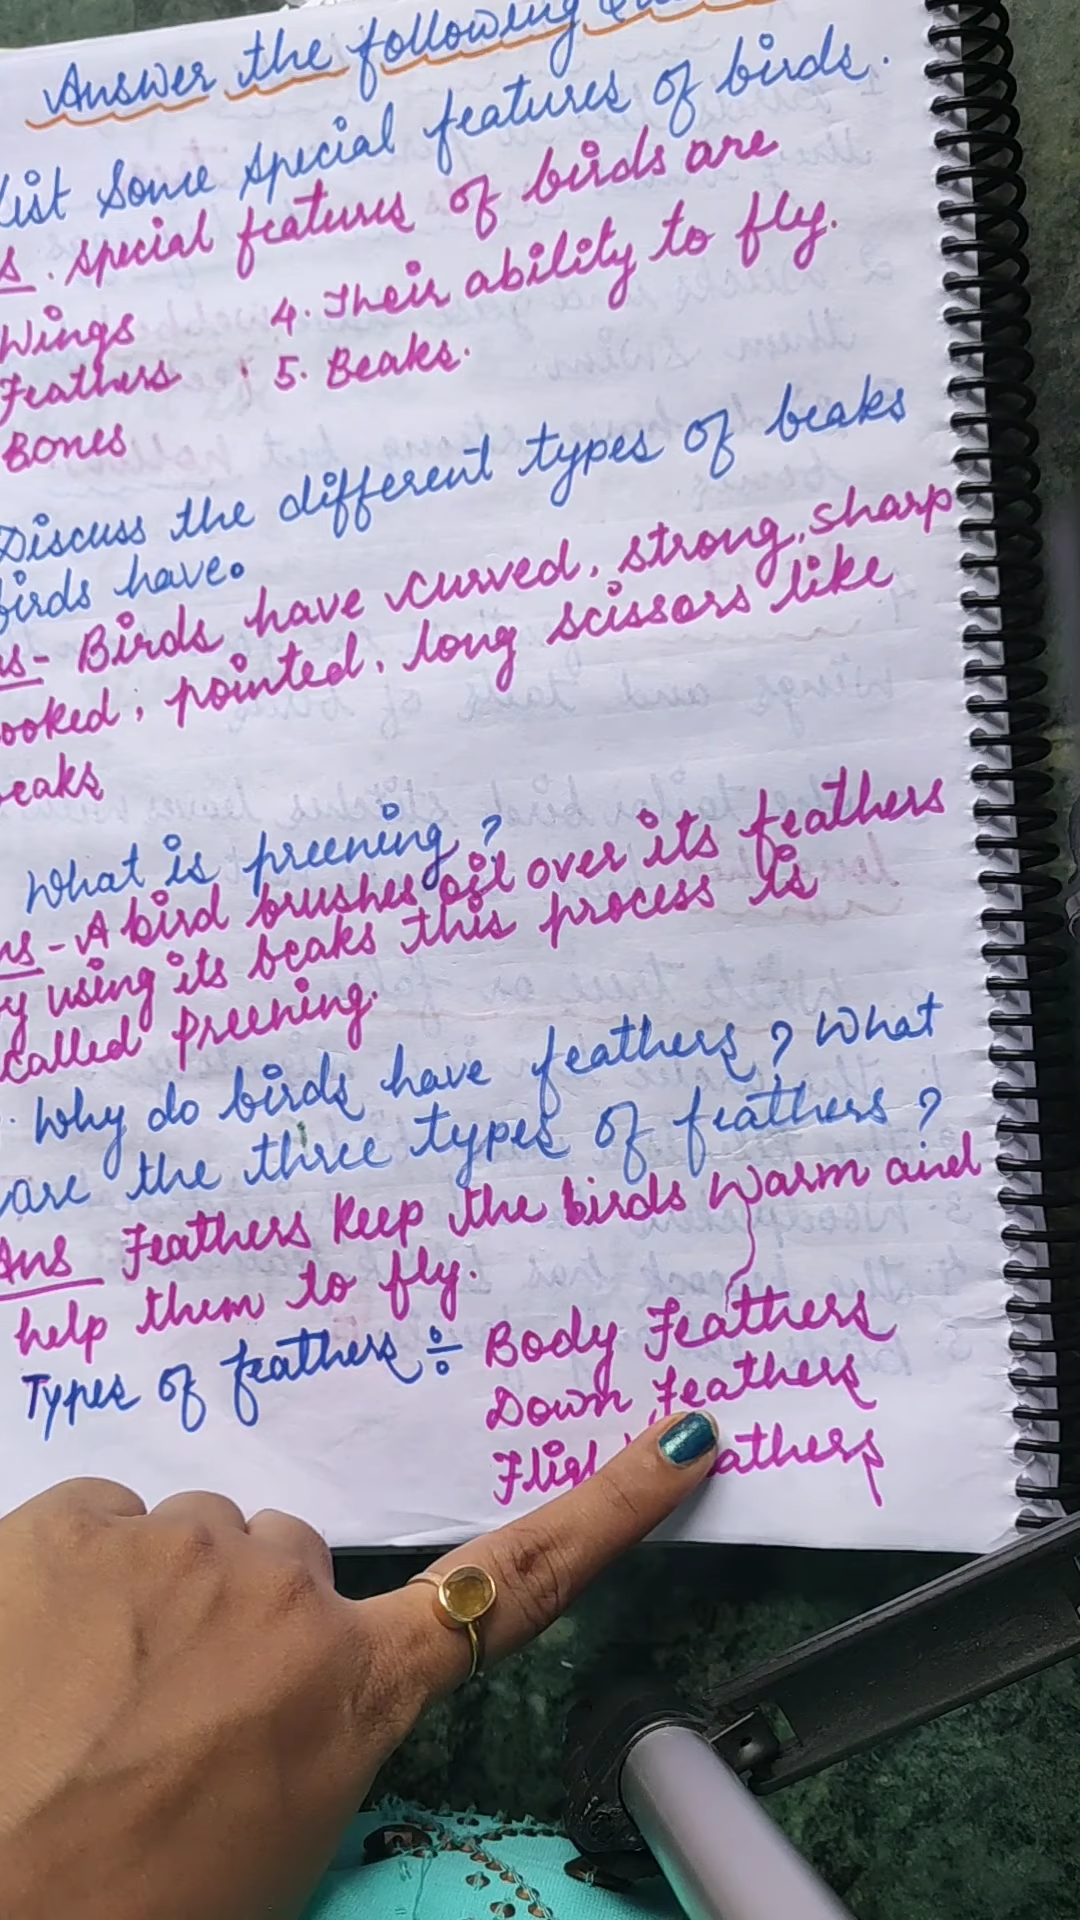 Answer the following
List Some special features of birds.
s. special features of birds are
Wings 4. Their ability to fly.
Feathers 5. Beaks.
Bones
Discuss the different types of beaks
birds have.
ns - Birds have curved, strong, sharp
ooked, pointed, long scissors like
eaks
What is preening?
ns - A bird brushes oil over its feathers
y using its beaks this process is
called Preening.
Why do birds have feathers? What
are the three types of feathers?
Ans Feathers Keep the birds warm and
help them to fly.
Types of feathers ÷ Body Feathers
Down Feathers